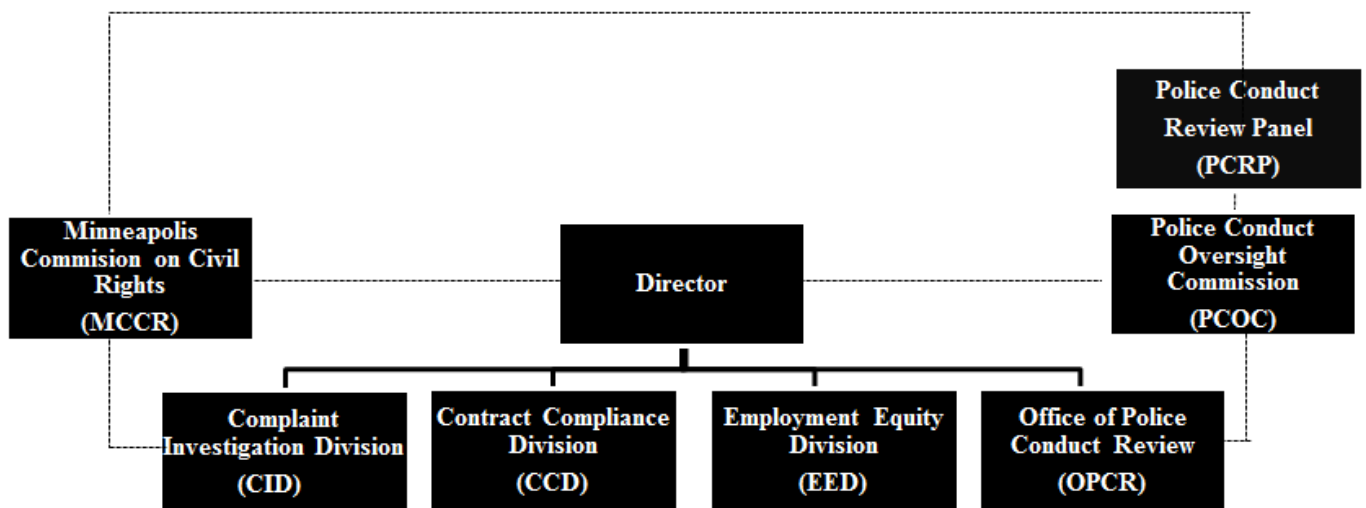 Police Conduct
Review Panel
(PCRP)
Minneapolis
Commision on Civil
Rights
(MCCR)
Director
Police Conduct
Oversight
Commission
(PCOC)
Complaint
Investigation Division
(CID)
Contract Compliance
Division
(CCD)
Employment Equity
Division
(EED)
Office of Police
Conduct Review
(OPCR)